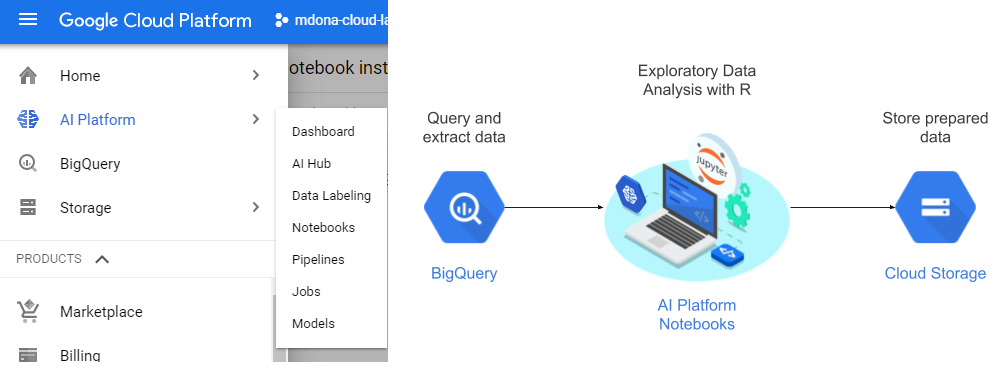 Google Cloud Platform
mdona-cloud-la
Home
AI Platform
BigQuery
Storage
PRODUCTS
Marketplace
Billing
otebook inst
Dashboard
AI Hub
Data Labeling
Notebooks
Pipelines
Jobs
Models
Query and
extract data
BigQuery
Exploratory Data
Analysis with R
jupyter
</>
AI Platform
Notebooks
Store prepared
data
Cloud Storage